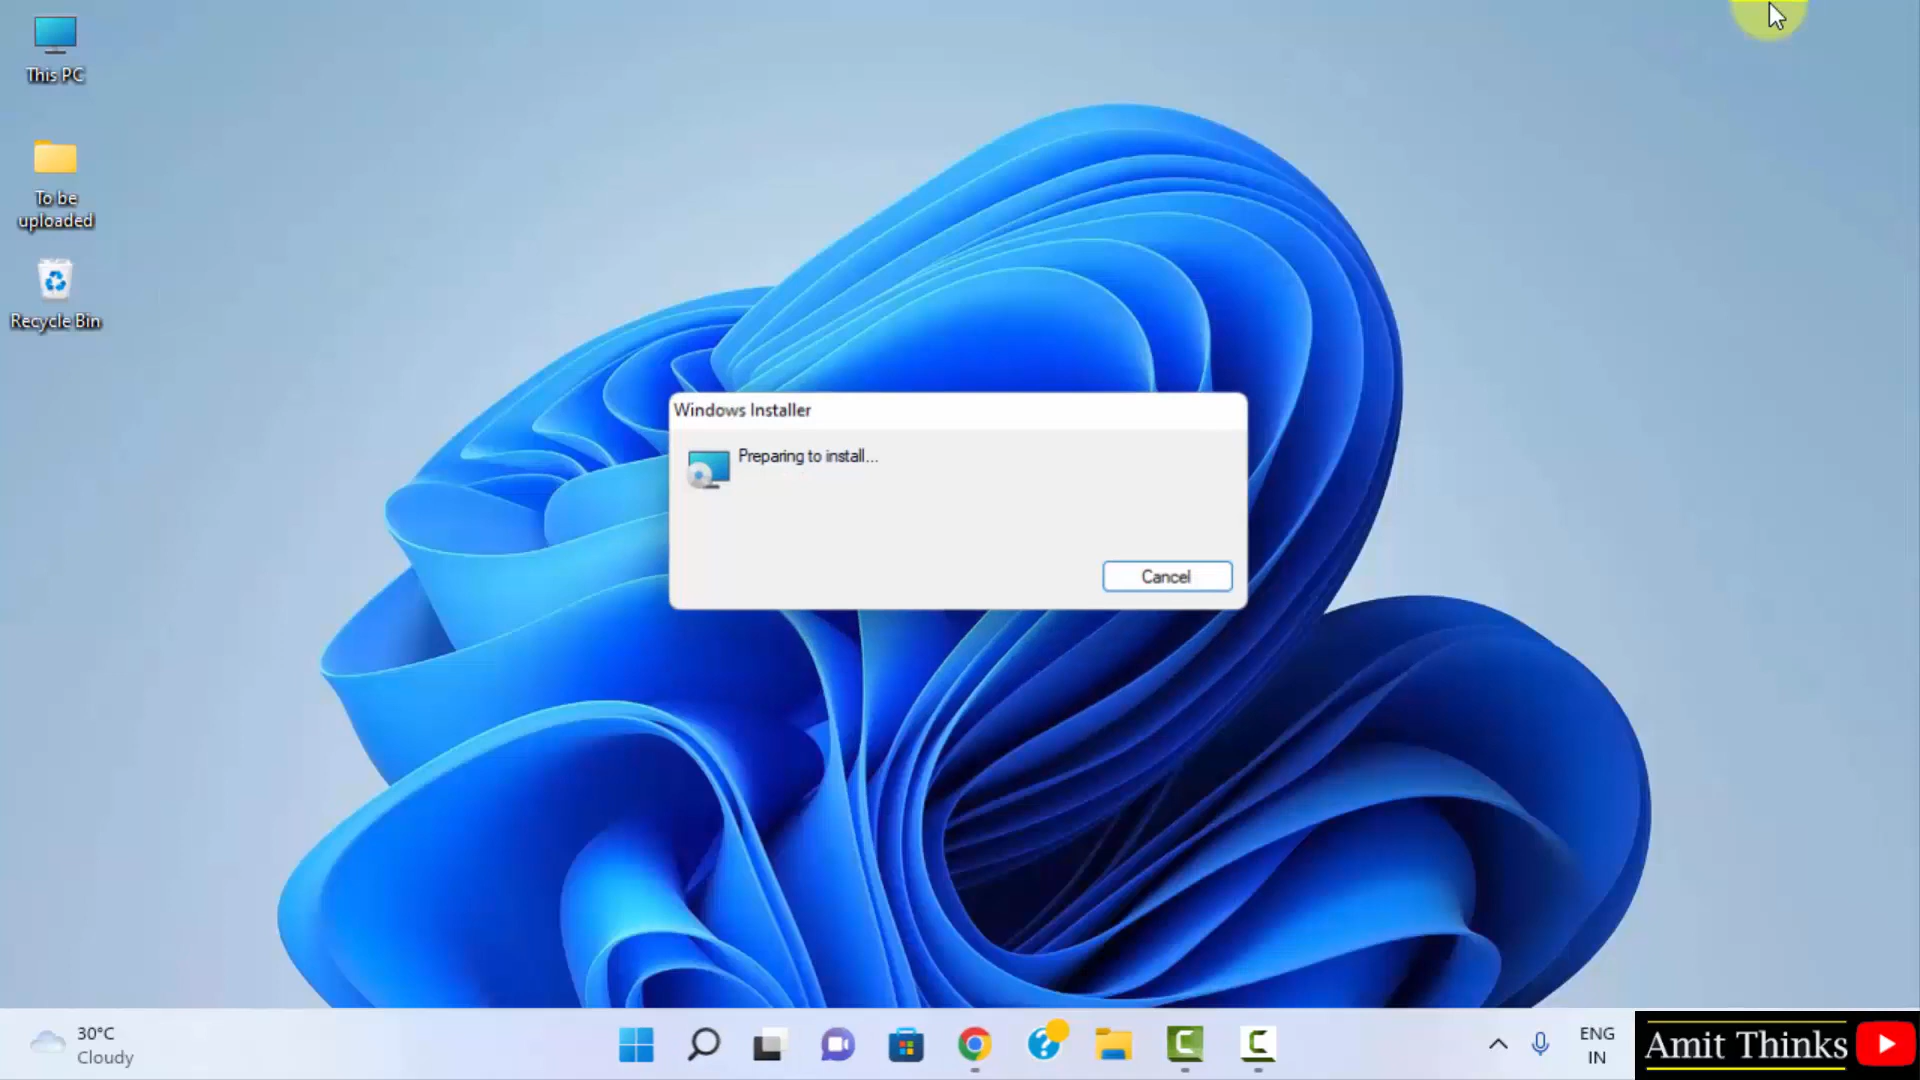 This PC
To be
uploaded
Recycle Bin
Windows Installer
Preparing to install...
Cancel
30°C
Cloudy
ENG
IN
Amit Thinks